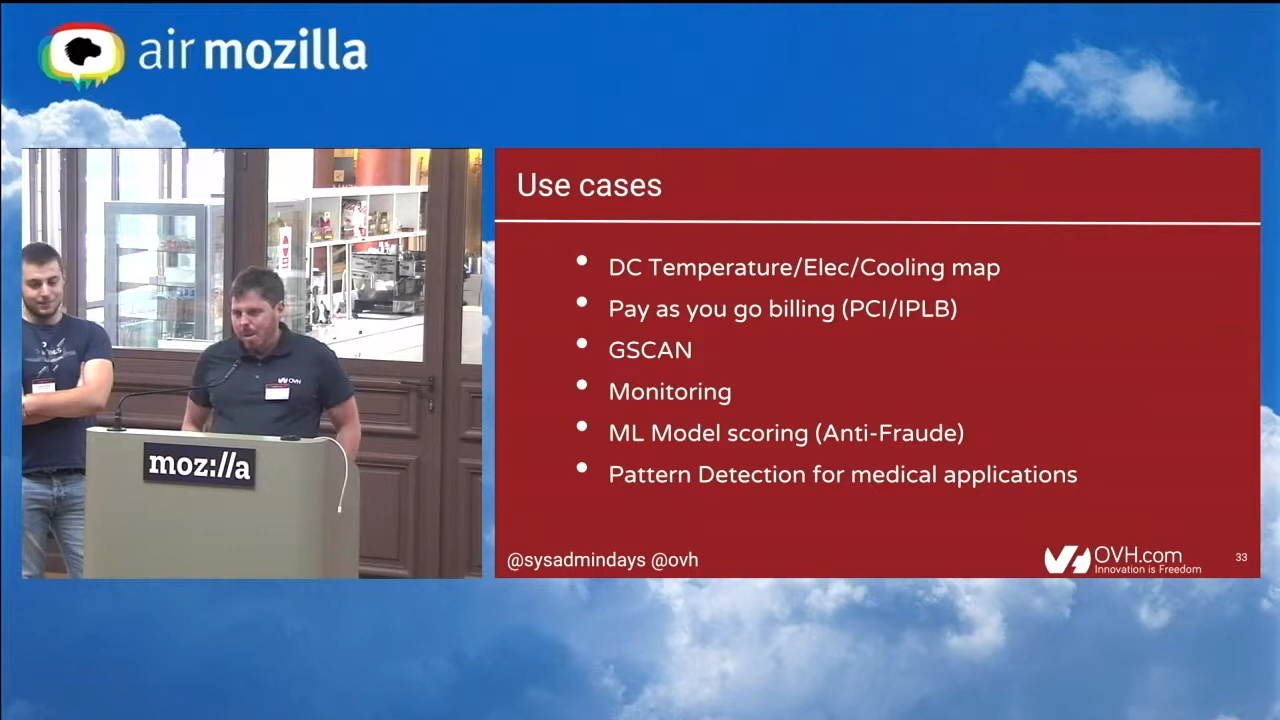 air mozilla
moz://a
OVH
Use cases
DC Temperature/Elec/Cooling map
Pay as you go billing (PCI/IPLB)
GSCAN
Monitoring
ML Model scoring (Anti-Fraude)
Pattern Detection for medical applications
@sysadmindays @ovh
OVH.com
Innovation is Freedom
33